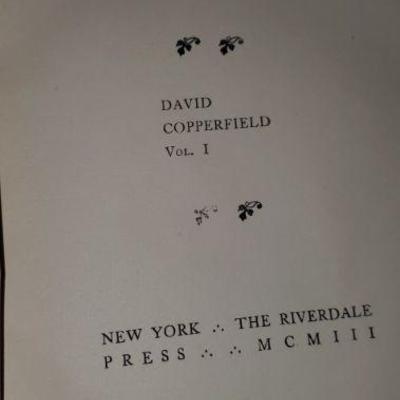 DAVID
COPPERFIELD
VOL. I
NEW YORK ∴ THE RIVERDALE
PRESS ∴ ∴ MCMIII